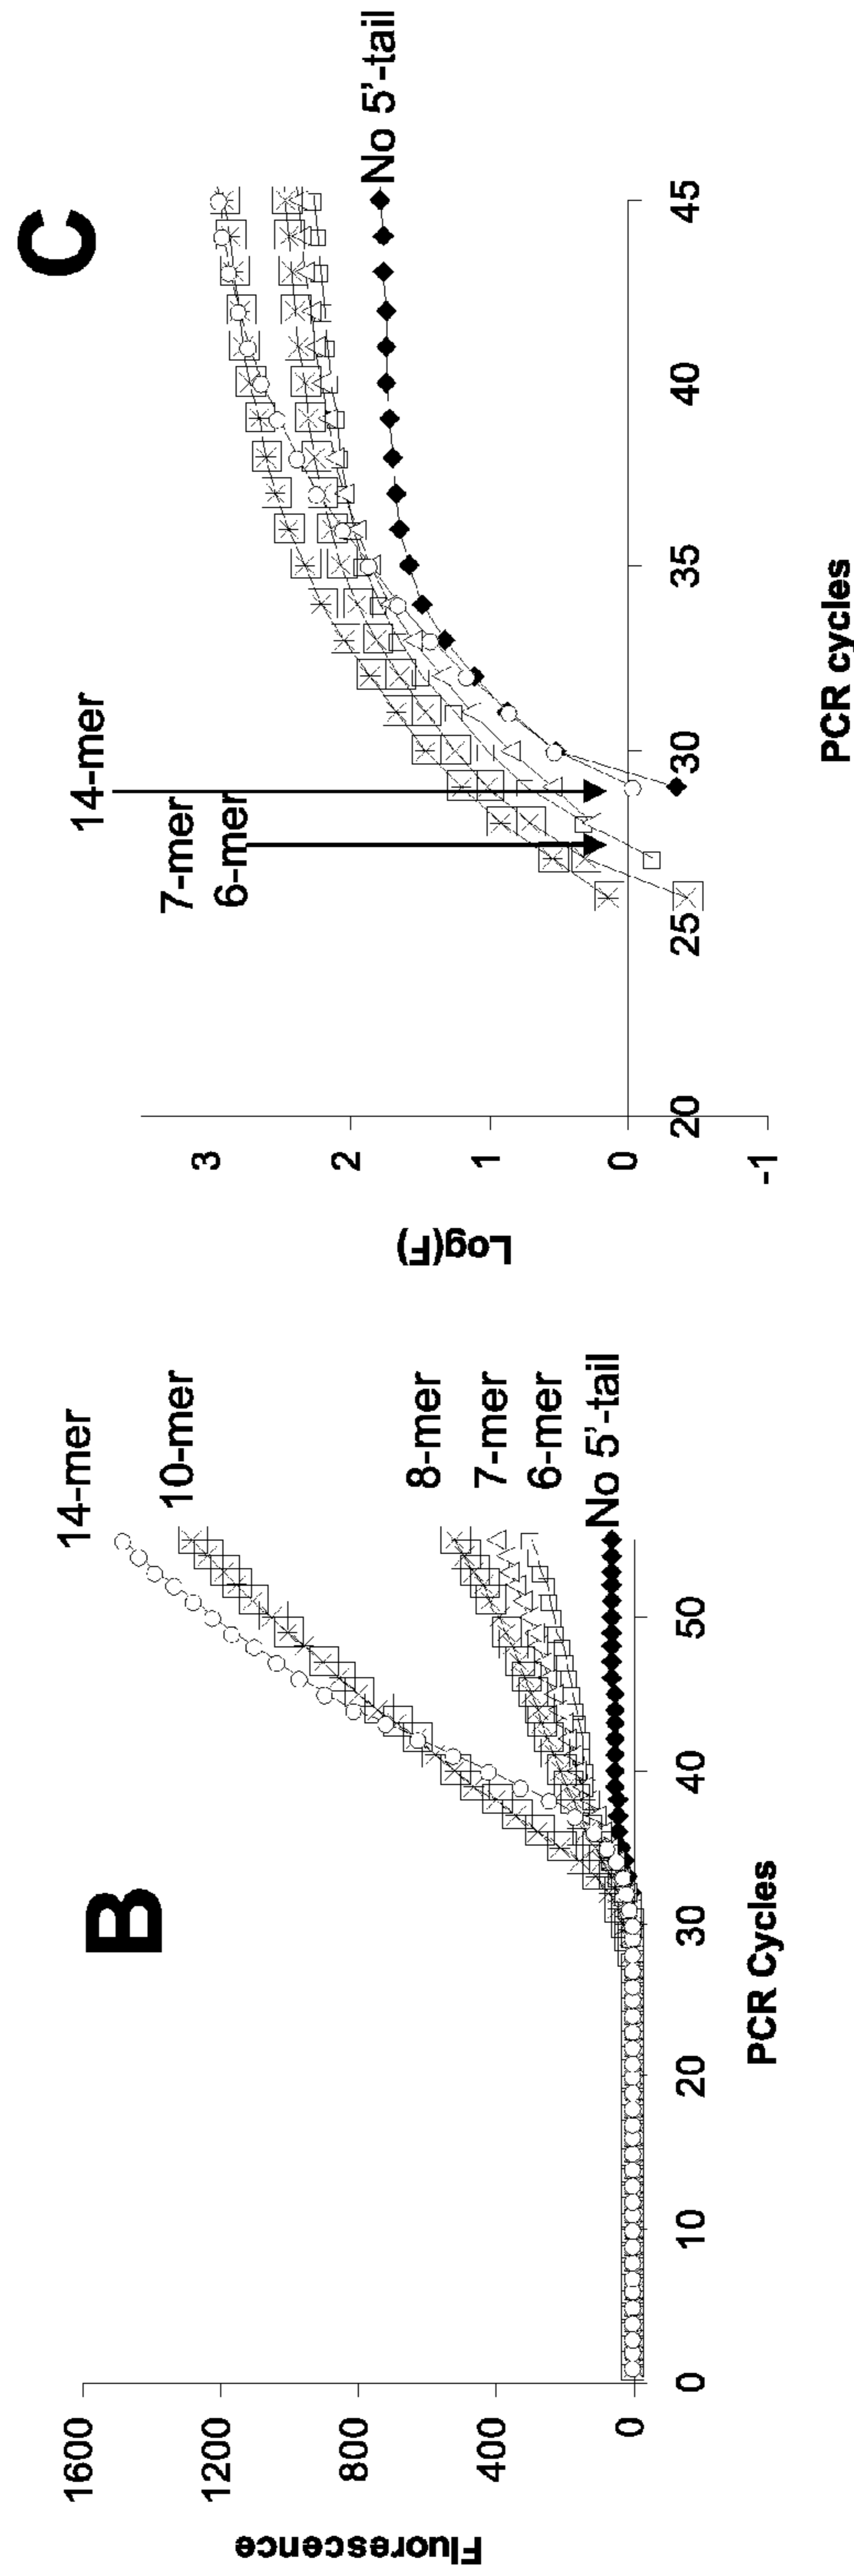 B
1600
1200
800
400
0
Fluorescence
0
10
20
30
40
50
PCR Cycles
14-mer
10-mer
8-mer
7-mer
6-mer
No 5'-tail
C
3
2
1
0
-1
Log(F)
20
25
30
35
40
45
PCR cycles
14-mer
7-mer
6-mer
No 5'-tail